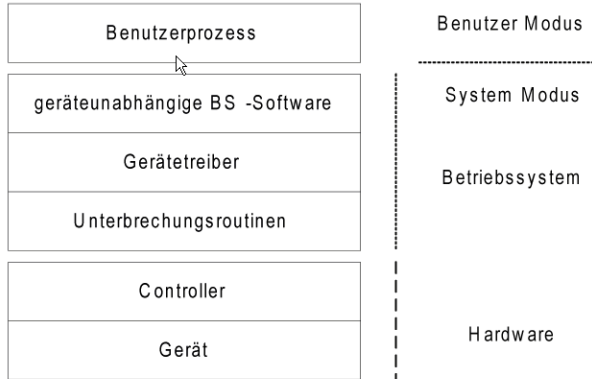 Benutzerprozess
Benutzer Modus
geräteunabhängige BS -Software
System Modus
Gerätetreiber
Betriebssystem
Unterbrechungsroutinen
Controller
Gerät
Hardware